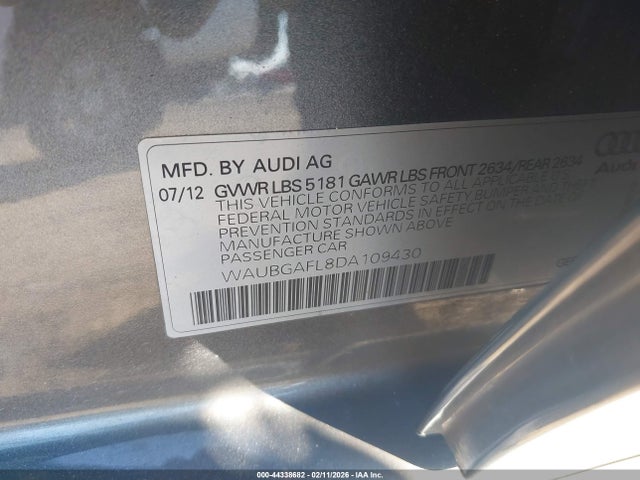 MFD. BY AUDI AG
07/12 GVWR LBS 5181 GAWR LBS FRONT 2634/REAR 2634
THIS VEHICLE CONFORMS TO ALL APPLICABLE U.S.
FEDERAL MOTOR VEHICLE SAFETY, BUMPER AND THEFT
PREVENTION STANDARDS IN EFFECT ON THE DATE OF
MANUFACTURE SHOWN ABOVE
PASSENGER CAR
WAUBGAFL8DA109430
000-44338682 - 02/11/2026 - IAA Inc.